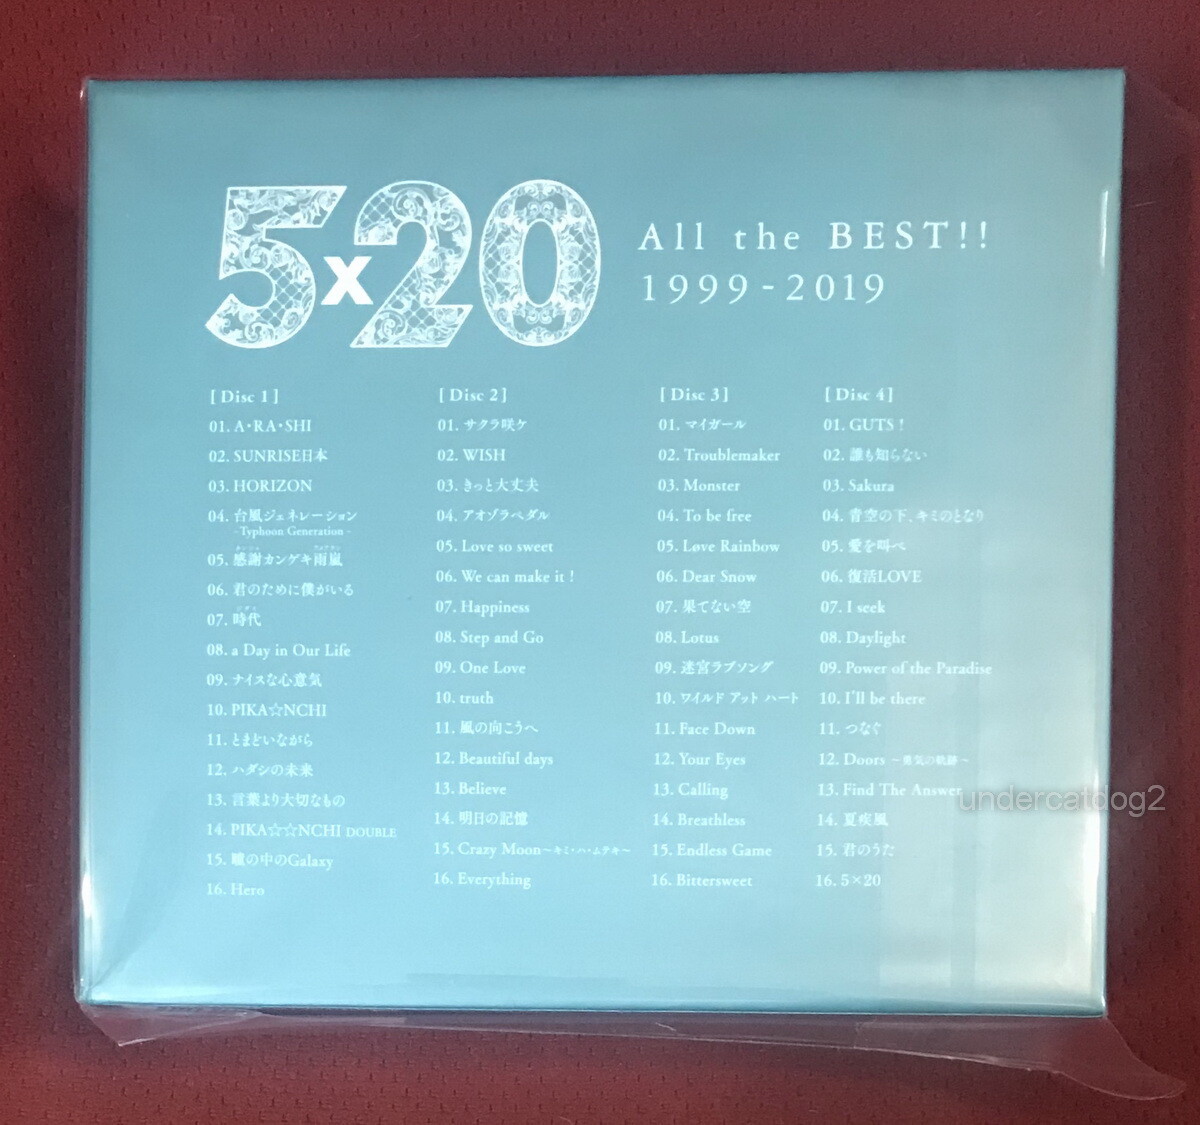 5x20
All the BEST!!
1999-2019
[Disc 1]
01. A・RA・SHI
02. SUNRISE日本
03. HORIZON
04. 台風ジェネレーション
-Typhoon Generation-
05. 感謝カンゲキ雨嵐
06. 君のために僕がいる
07. 時代
08. a Day in Our Life
09. ナイスな心意気
10. PIKA☆NCHI
11. とまどいながら
12. ハダシの未来
13. 言葉より大切なもの
14. PIKA☆☆NCHI DOUBLE
15. 瞳の中のGalaxy
16. Hero
[Disc 2]
01. サクラ咲ケ
02. WISH
03. きっと大丈夫
04. アオゾラペダル
05. Love so sweet
06. We can make it !
07. Happiness
08. Step and Go
09. One Love
10. truth
11. 風の向こうへ
12. Beautiful days
13. Believe
14. 明日の記憶
15. Crazy Moon～キミ・ハ・ムテキ～
16. Everything
[Disc 3]
01. マイガール
02. Troublemaker
03. Monster
04. To be free
05. Løve Rainbow
06. Dear Snow
07. 果てない空
08. Lotus
09. 迷宮ラブソング
10. ワイルド アット ハート
11. Face Down
12. Your Eyes
13. Calling
14. Breathless
15. Endless Game
16. Bittersweet
[Disc 4]
01. GUTS !
02. 誰も知らない
03. Sakura
04. 青空の下、キミのとなり
05. 愛を叫べ
06. 復活LOVE
07. I seek
08. Daylight
09. Power of the Paradise
10. I'll be there
11. つなぐ
12. Doors ～勇気の軌跡～
13. Find The Answer
14. 夏疾風
15. 君のうた
16. 5×20
undercatdog2